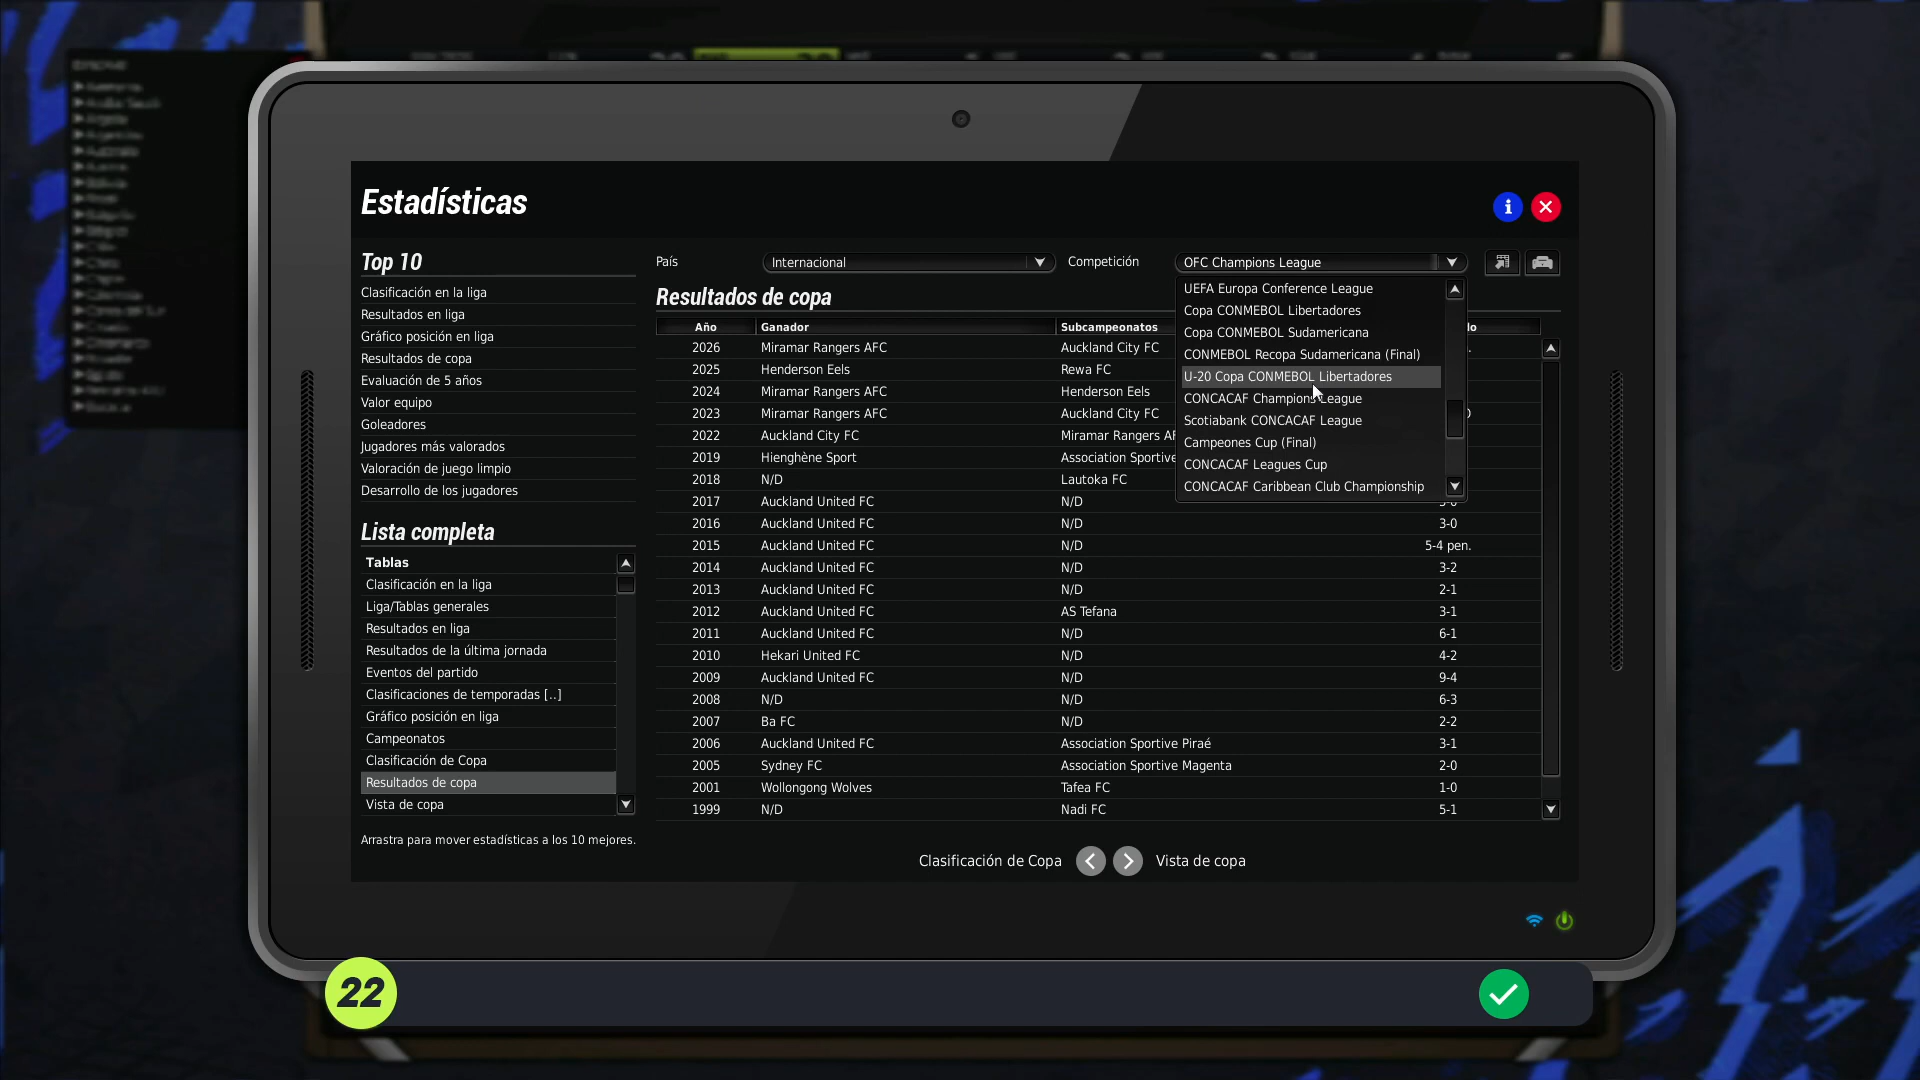 Estadísticas
i
Top 10
Clasificación en la liga
Resultados en liga
Gráfico posición en liga
Resultados de copa
Evaluación de 5 años
Valor equipo
Goleadores
Jugadores más valorados
Valoración de juego limpio
Desarrollo de los jugadores
Lista completa
Tablas
Clasificación en la liga
Liga/Tablas generales
Resultados en liga
Resultados de la última jornada
Eventos del partido
Clasificaciones de temporadas [..]
Gráfico posición en liga
Campeonatos
Clasificación de Copa
Resultados de copa
Vista de copa
Arrastra para mover estadísticas a los 10 mejores.
País Internacional Competición OFC Champions League
UEFA Europa Conference League
Copa CONMEBOL Libertadores
Copa CONMEBOL Sudamericana
CONMEBOL Recopa Sudamericana (Final)
U-20 Copa CONMEBOL Libertadores
CONCACAF Champions League
Scotiabank CONCACAF League
Campeones Cup (Final)
CONCACAF Leagues Cup
CONCACAF Caribbean Club Championship
Resultados de copa
Año Ganador Subcampeonatos
2026 Miramar Rangers AFC Auckland City FC
2025 Henderson Eels Rewa FC
2024 Miramar Rangers AFC Henderson Eels
2023 Miramar Rangers AFC Auckland City FC
2022 Auckland City FC Miramar Rangers
2019 Hienghène Sport Association Sportive
2018 N/D Lautoka FC
2017 Auckland United FC N/D
2016 Auckland United FC N/D 3-0
2015 Auckland United FC N/D 5-4 pen.
2014 Auckland United FC N/D 3-2
2013 Auckland United FC N/D 2-1
2012 Auckland United FC AS Tefana 3-1
2011 Auckland United FC N/D 6-1
2010 Hekari United FC N/D 4-2
2009 Auckland United FC N/D 9-4
2008 N/D N/D 6-3
2007 Ba FC N/D 2-2
2006 Auckland United FC Association Sportive Piraé 3-1
2005 Sydney FC Association Sportive Magenta 2-0
2001 Wollongong Wolves Tafea FC 1-0
1999 N/D Nadi FC 5-1
Clasificación de Copa Vista de copa
22